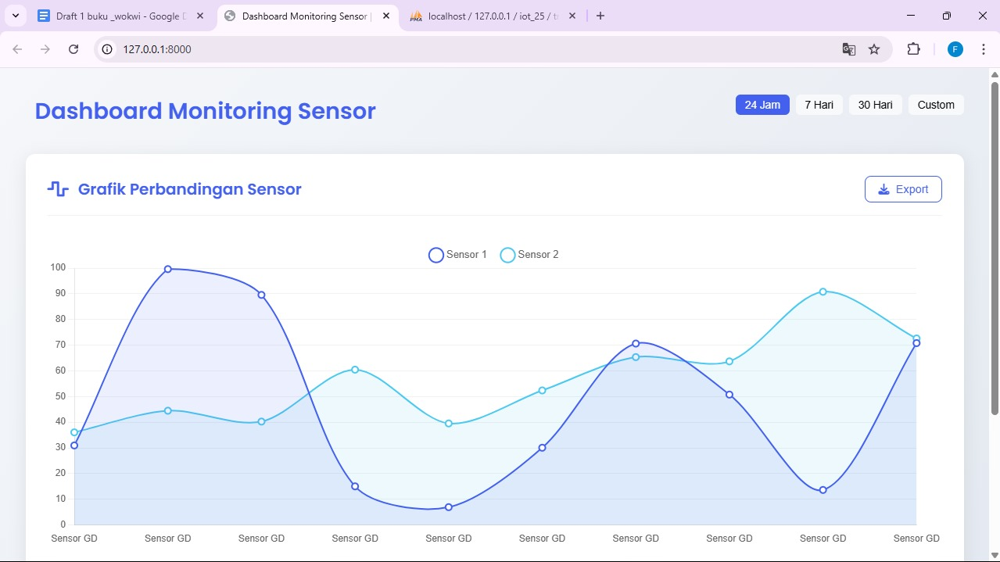 Draft 1 buku _wokwi - Google D
Dashboard Monitoring Sensor |
localhost / 127.0.0.1 / iot_25 / t
127.0.0.1:8000
F
Dashboard Monitoring Sensor
24 Jam
7 Hari
30 Hari
Custom
Grafik Perbandingan Sensor
Export
Sensor 1
Sensor 2
100
90
80
70
60
50
40
30
20
10
0
Sensor GD
Sensor GD
Sensor GD
Sensor GD
Sensor GD
Sensor GD
Sensor GD
Sensor GD
Sensor GD
Sensor GD